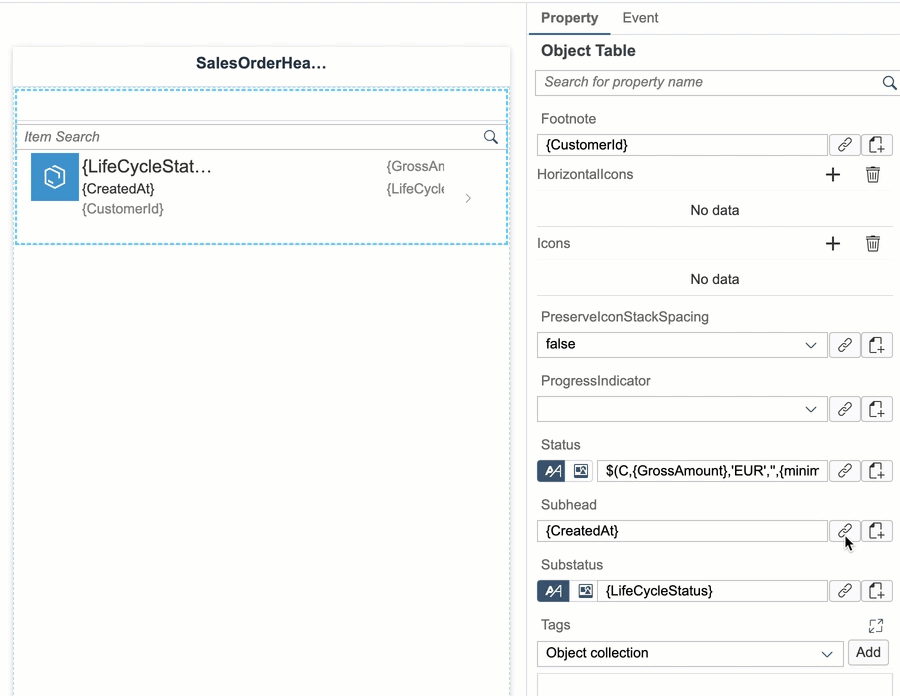 SalesOrderHea...
Item Search
{LifeCycleStat...
{CreatedAt}
{CustomerId}
{GrossAn
{LifeCycle
Property Event
Object Table
Search for property name
Footnote
{CustomerId}
HorizontalIcons
No data
Icons
No data
PreserveIconStackSpacing
false
ProgressIndicator
Status
$(C,{GrossAmount},'EUR','',{minim
Subhead
{CreatedAt}
Substatus
{LifeCycleStatus}
Tags
Object collection
Add